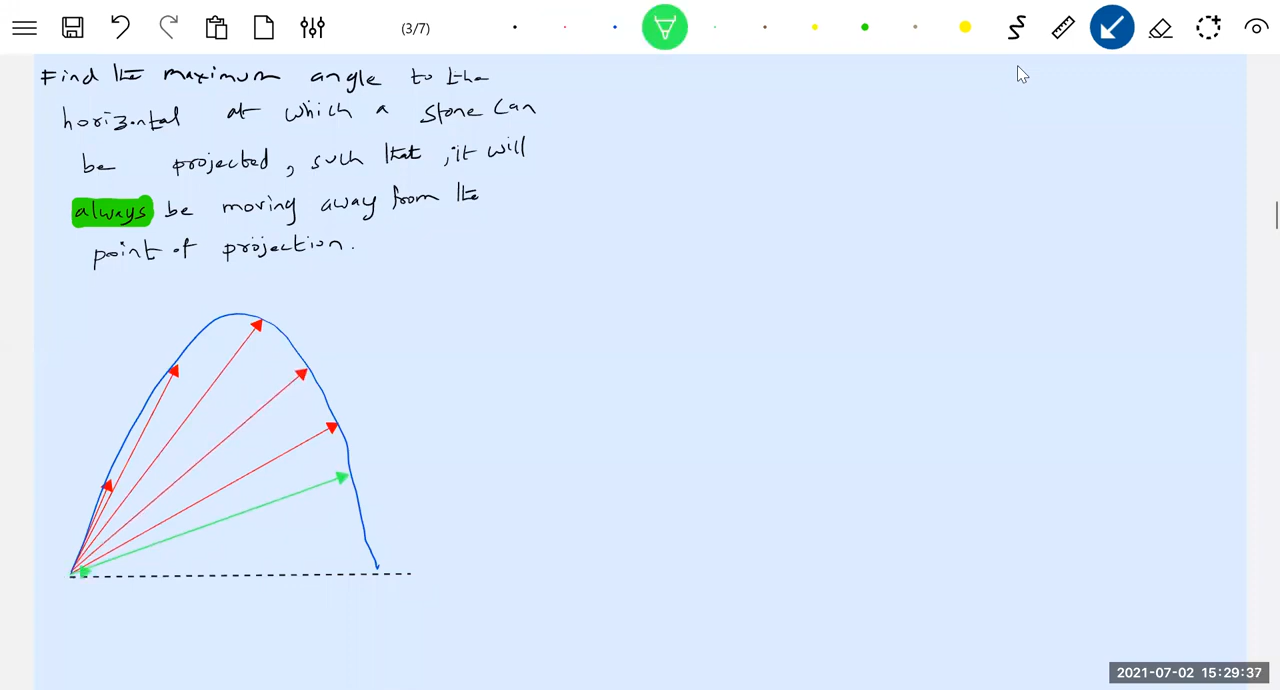 (3/7)
Find the maximum angle to the
horizontal at which a stone can
be projected, such that, it will
always be moving away from the
point of projection.
2021-07-02 15:29:37